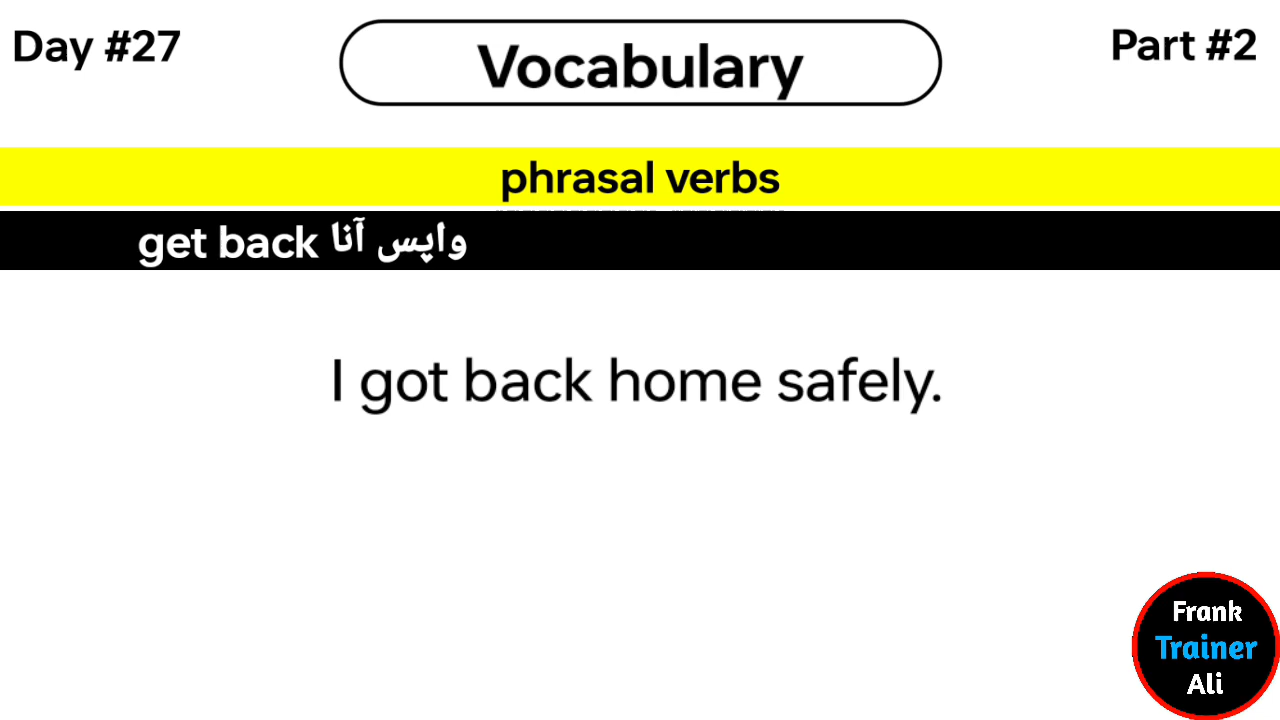 Day #27
Vocabulary
Part #2
phrasal verbs
get back واپس آنا
I got back home safely.
Frank
Trainer
Ali